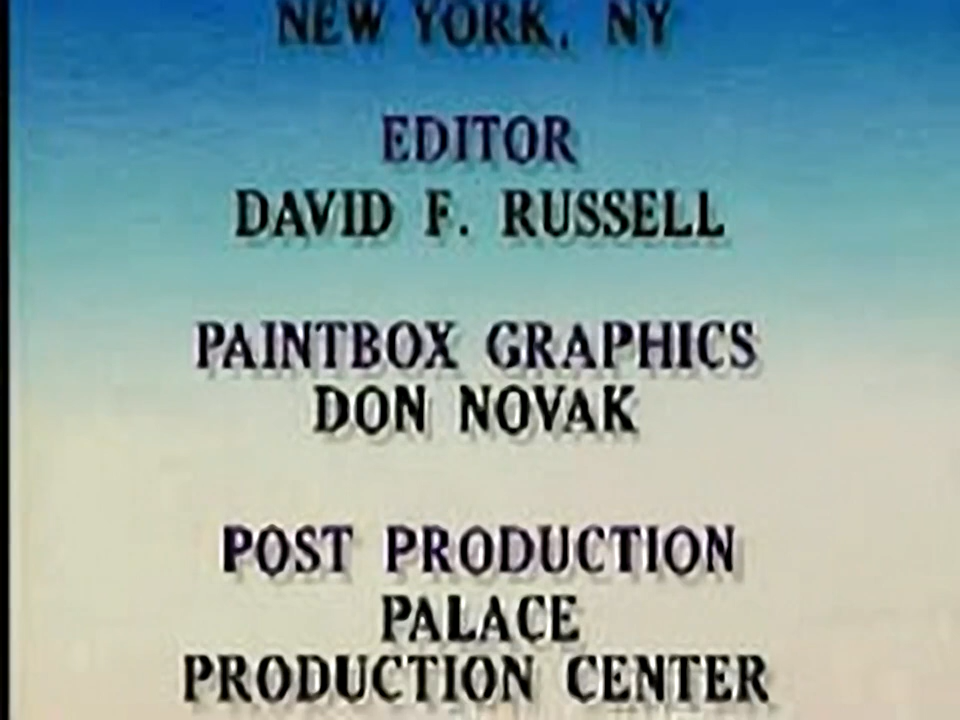 NEW YORK, NY
EDITOR
DAVID F. RUSSELL
PAINTBOX GRAPHICS
DON NOVAK
POST PRODUCTION
PALACE
PRODUCTION CENTER